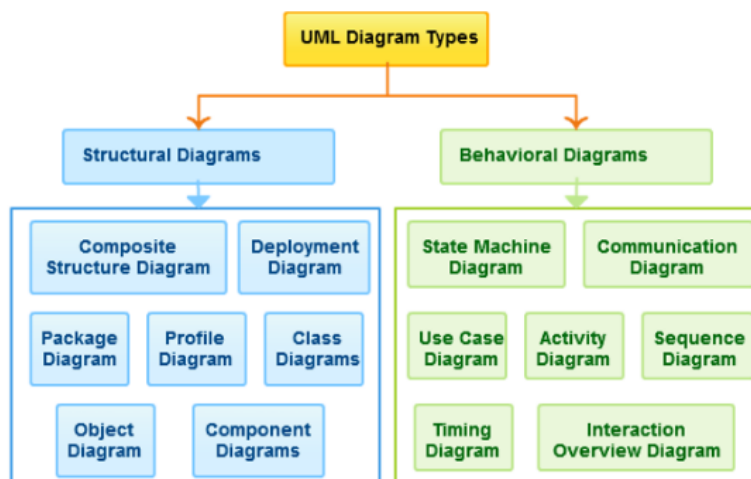 UML Diagram Types
Structural Diagrams
Behavioral Diagrams
Composite
Structure Diagram
Deployment
Diagram
Package
Diagram
Profile
Diagram
Class
Diagrams
Object
Diagram
Component
Diagrams
State Machine
Diagram
Communication
Diagram
Use Case
Diagram
Activity
Diagram
Sequence
Diagram
Timing
Diagram
Interaction
Overview Diagram